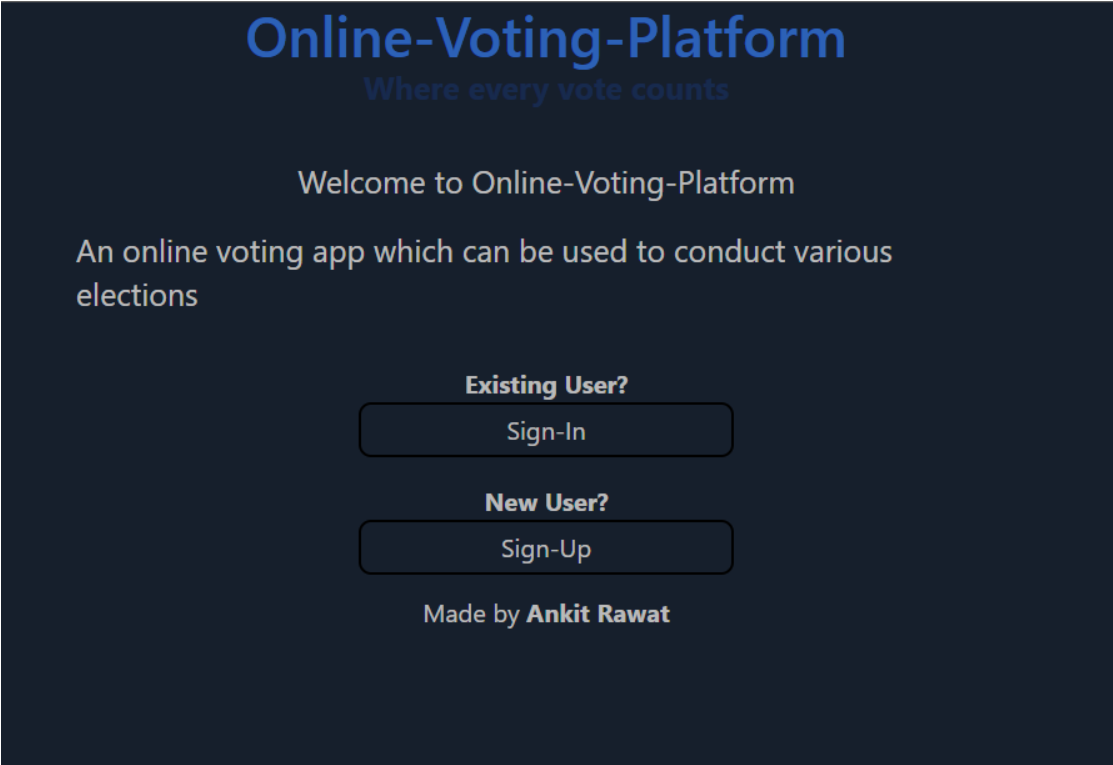 Online-Voting-Platform
Where every vote counts
Welcome to Online-Voting-Platform
An online voting app which can be used to conduct various
elections
Existing User?
Sign-In
New User?
Sign-Up
Made by Ankit Rawat